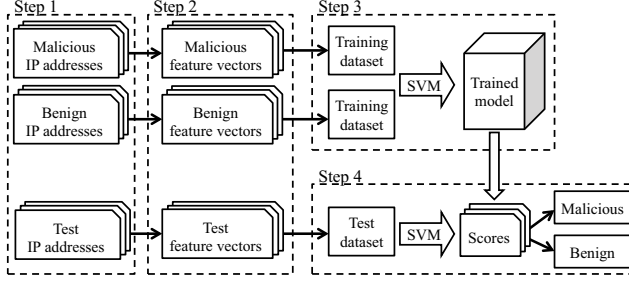 Step 1
Step 2
Step 3
Malicious
IP addresses
Malicious
feature vectors
Training
dataset
SVM
Trained
model
Benign
IP addresses
Benign
feature vectors
Training
dataset
Step 4
Test
IP addresses
Test
feature vectors
Test
dataset
SVM
Scores
Malicious
Benign